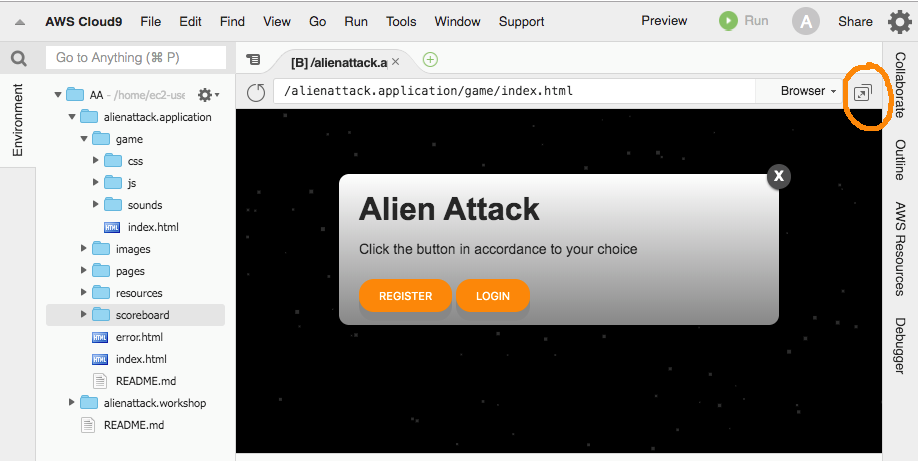 AWS Cloud9 File Edit Find View Go Run Tools Window Support Preview Run A Share
Go to Anything (⌘ P)
[B] /alienattack.a
/alienattack.application/game/index.html Browser
Environment
AA - /home/ec2-use
alienattack.application
game
css
js
sounds
index.html
images
pages
resources
scoreboard
error.html
index.html
README.md
alienattack.workshop
README.md
X
Alien Attack
Click the button in accordance to your choice
REGISTER LOGIN
Collaborate
Outline
AWS Resources
Debugger